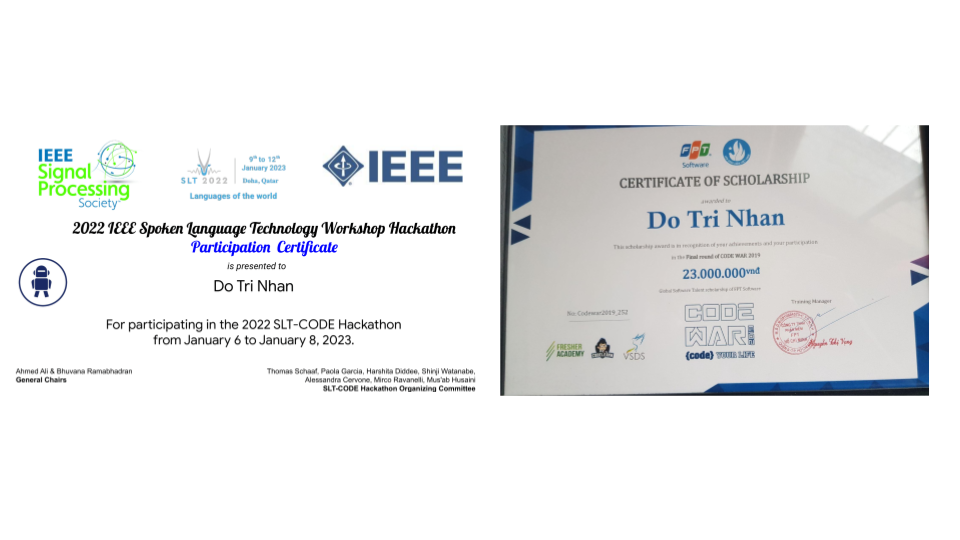 IEEE
Signal
Processing
Society
SLT 2022
9th to 12th
January 2023
Doha, Qatar
Languages of the world
IEEE
2022 IEEE Spoken Language Technology Workshop Hackathon
Participation Certificate
is presented to
Do Tri Nhan
For participating in the 2022 SLT-CODE Hackathon
from January 6 to January 8, 2023.
Ahmed Ali & Bhuvana Ramabhadran
General Chairs
Thomas Schaaf, Paola Garcia, Harshita Diddee, Shinji Watanabe,
Alessandra Cervone, Mirco Ravanelli, Mus'ab Husaini
SLT-CODE Hackathon Organizing Committee
FPT
Software
CERTIFICATE OF SCHOLARSHIP
awarded to
Do Tri Nhan
This scholarship award is in recognition of your achievements and your participation
in the Final round of CODE WAR 2019
23.000.000vnđ
Global Software Talent scholarship of FPT Software
No. Codewar2019_252
Training Manager
FRESHER
ACADEMY
VSDS
CODE
WAR
{code} YOUR LIFE